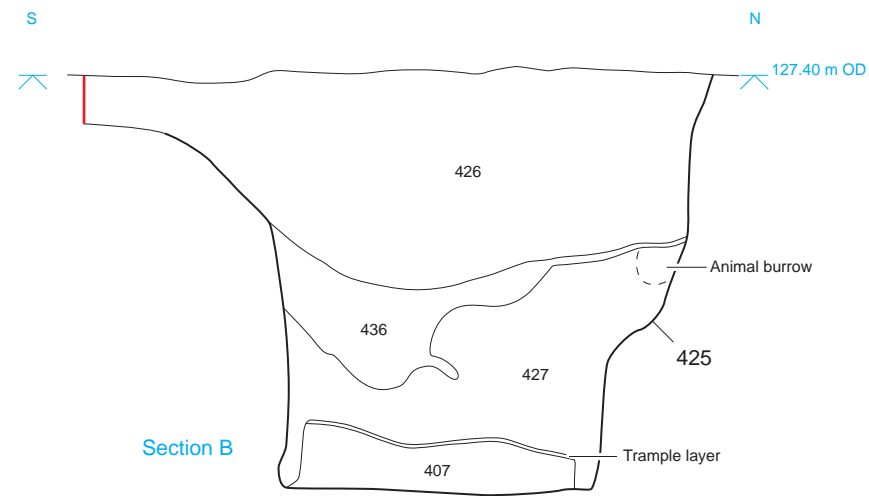 S
N
127.40 m OD
426
Animal burrow
436
425
427
Section B
Trample layer
407